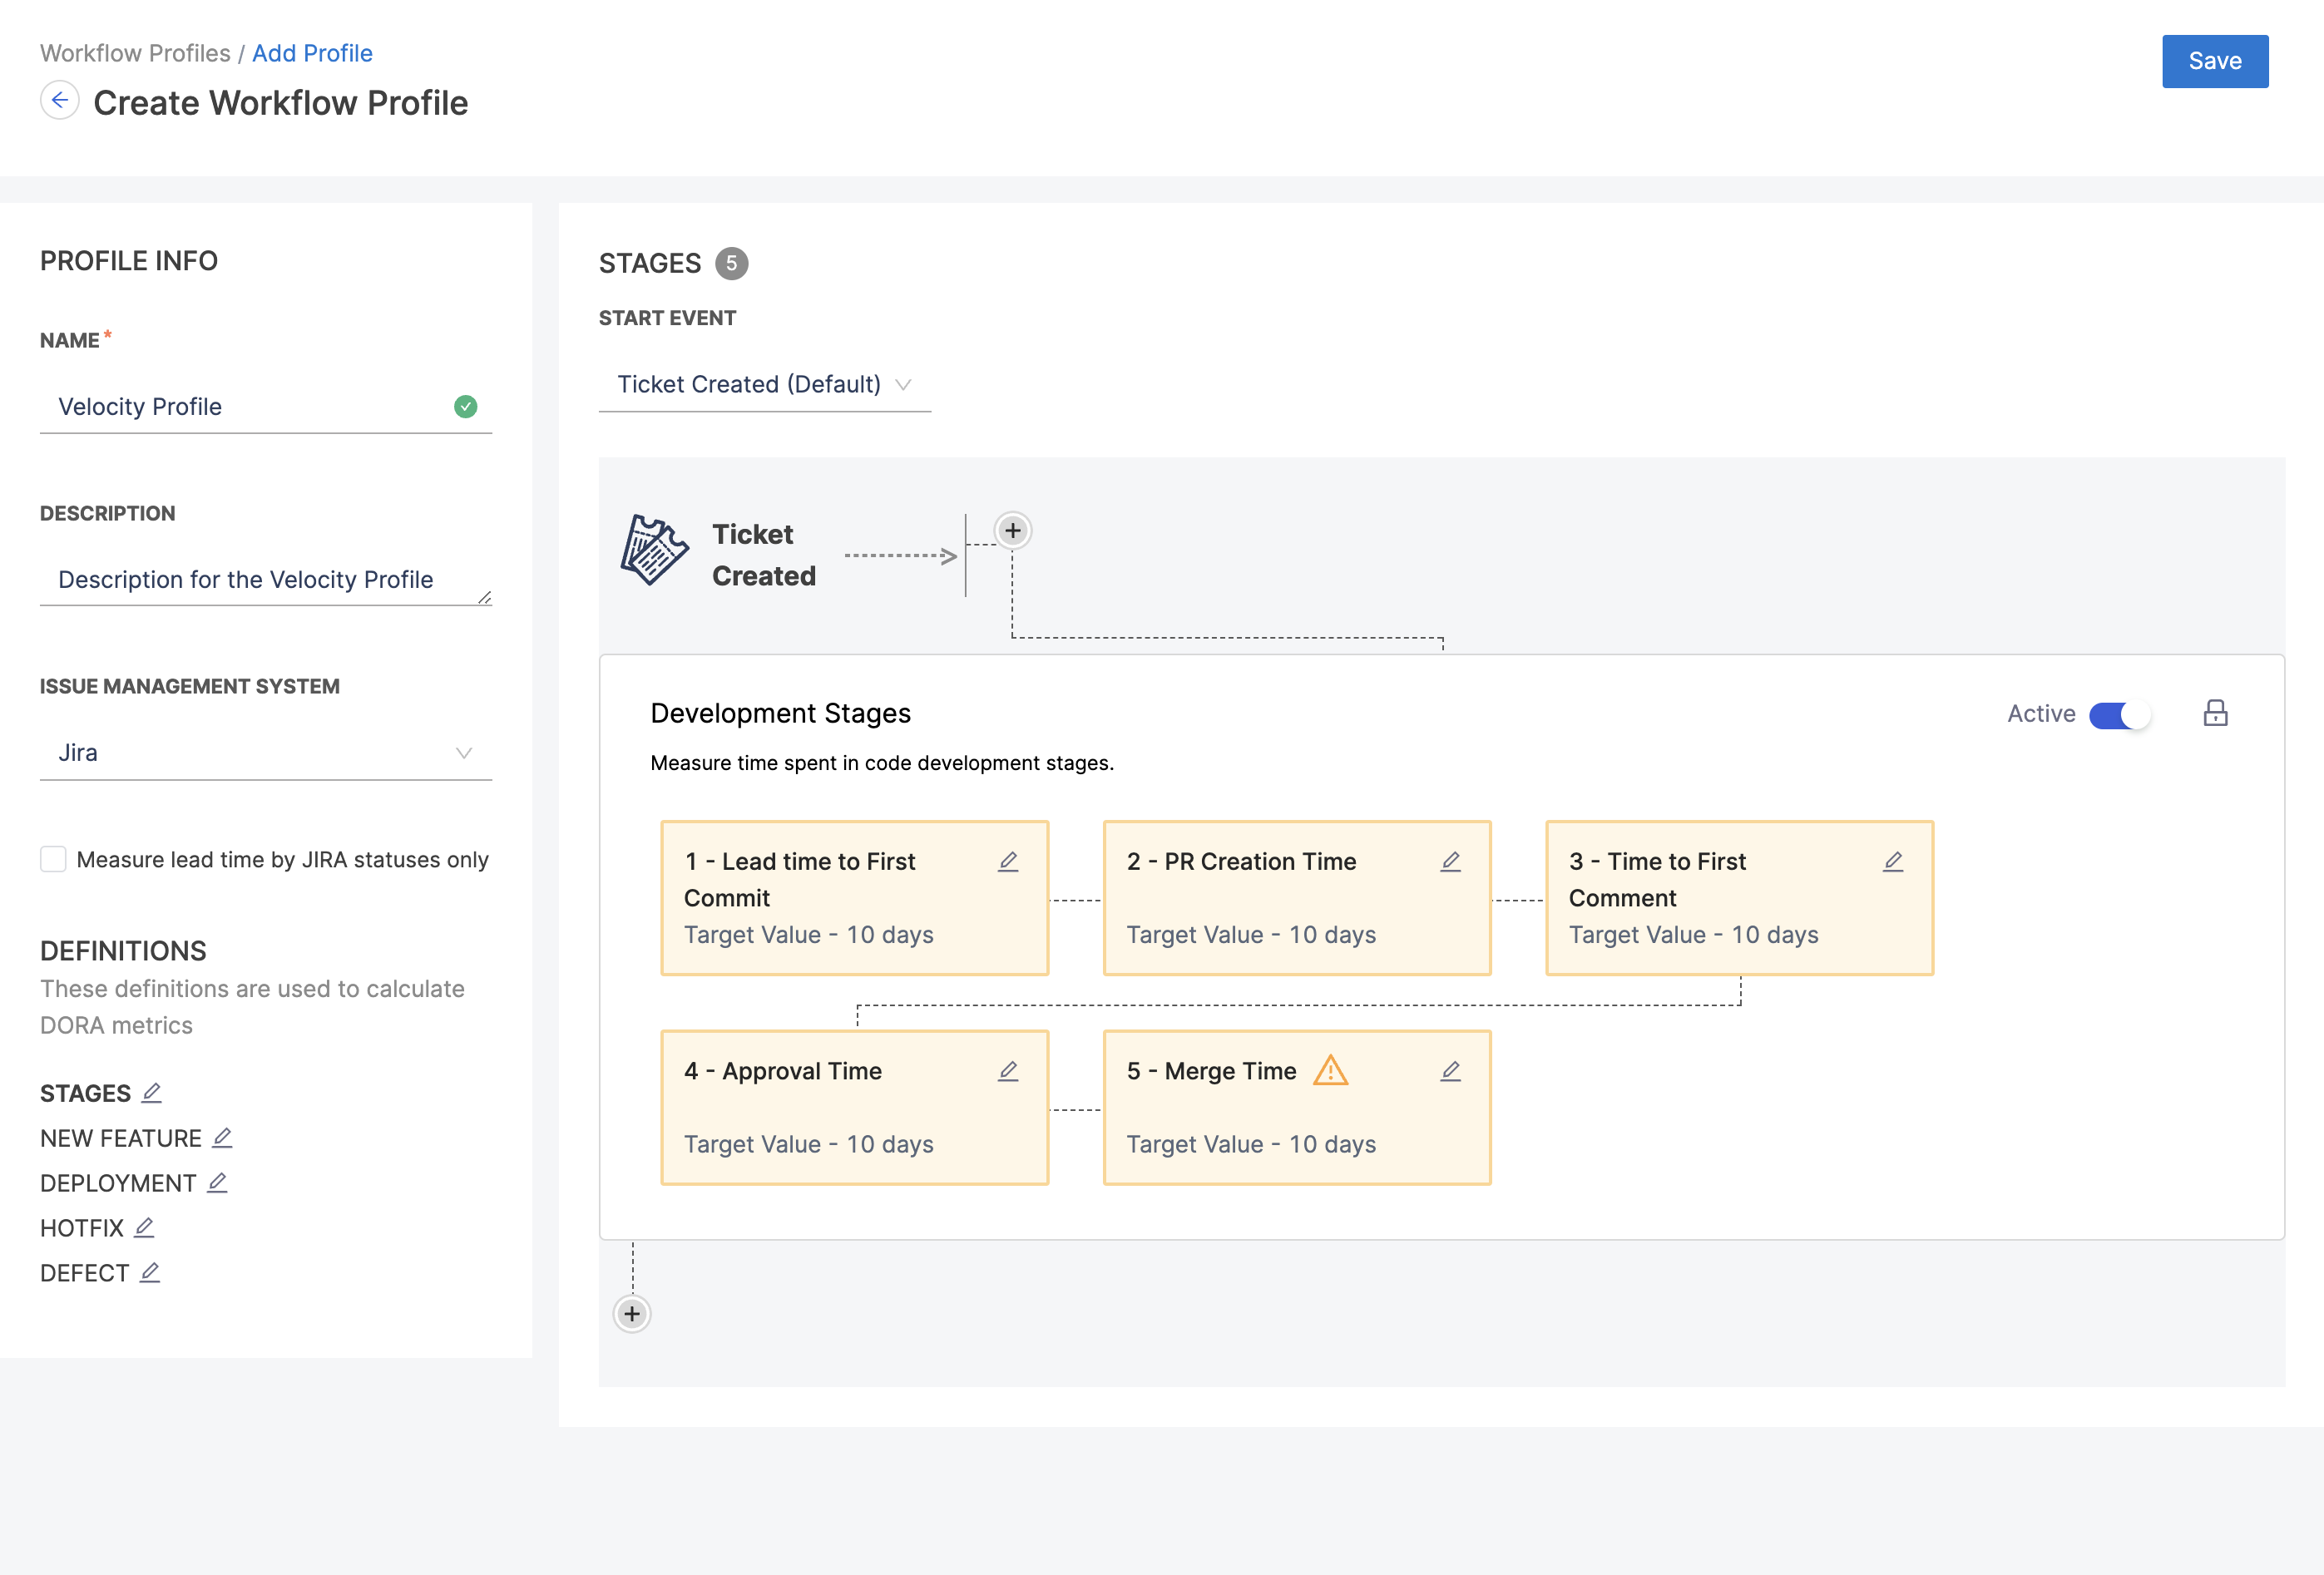 Workflow Profiles / Add Profile
Create Workflow Profile
Save
PROFILE INFO
NAME*
Velocity Profile
DESCRIPTION
Description for the Velocity Profile
ISSUE MANAGEMENT SYSTEM
Jira
Measure lead time by JIRA statuses only
DEFINITIONS
These definitions are used to calculate
DORA metrics
STAGES
NEW FEATURE
DEPLOYMENT
HOTFIX
DEFECT
STAGES 5
START EVENT
Ticket Created (Default)
Ticket
Created
Development Stages
Active
Measure time spent in code development stages.
1 - Lead time to First
Commit
Target Value - 10 days
2 - PR Creation Time
Target Value - 10 days
3 - Time to First
Comment
Target Value - 10 days
4 - Approval Time
Target Value - 10 days
5 - Merge Time
Target Value - 10 days